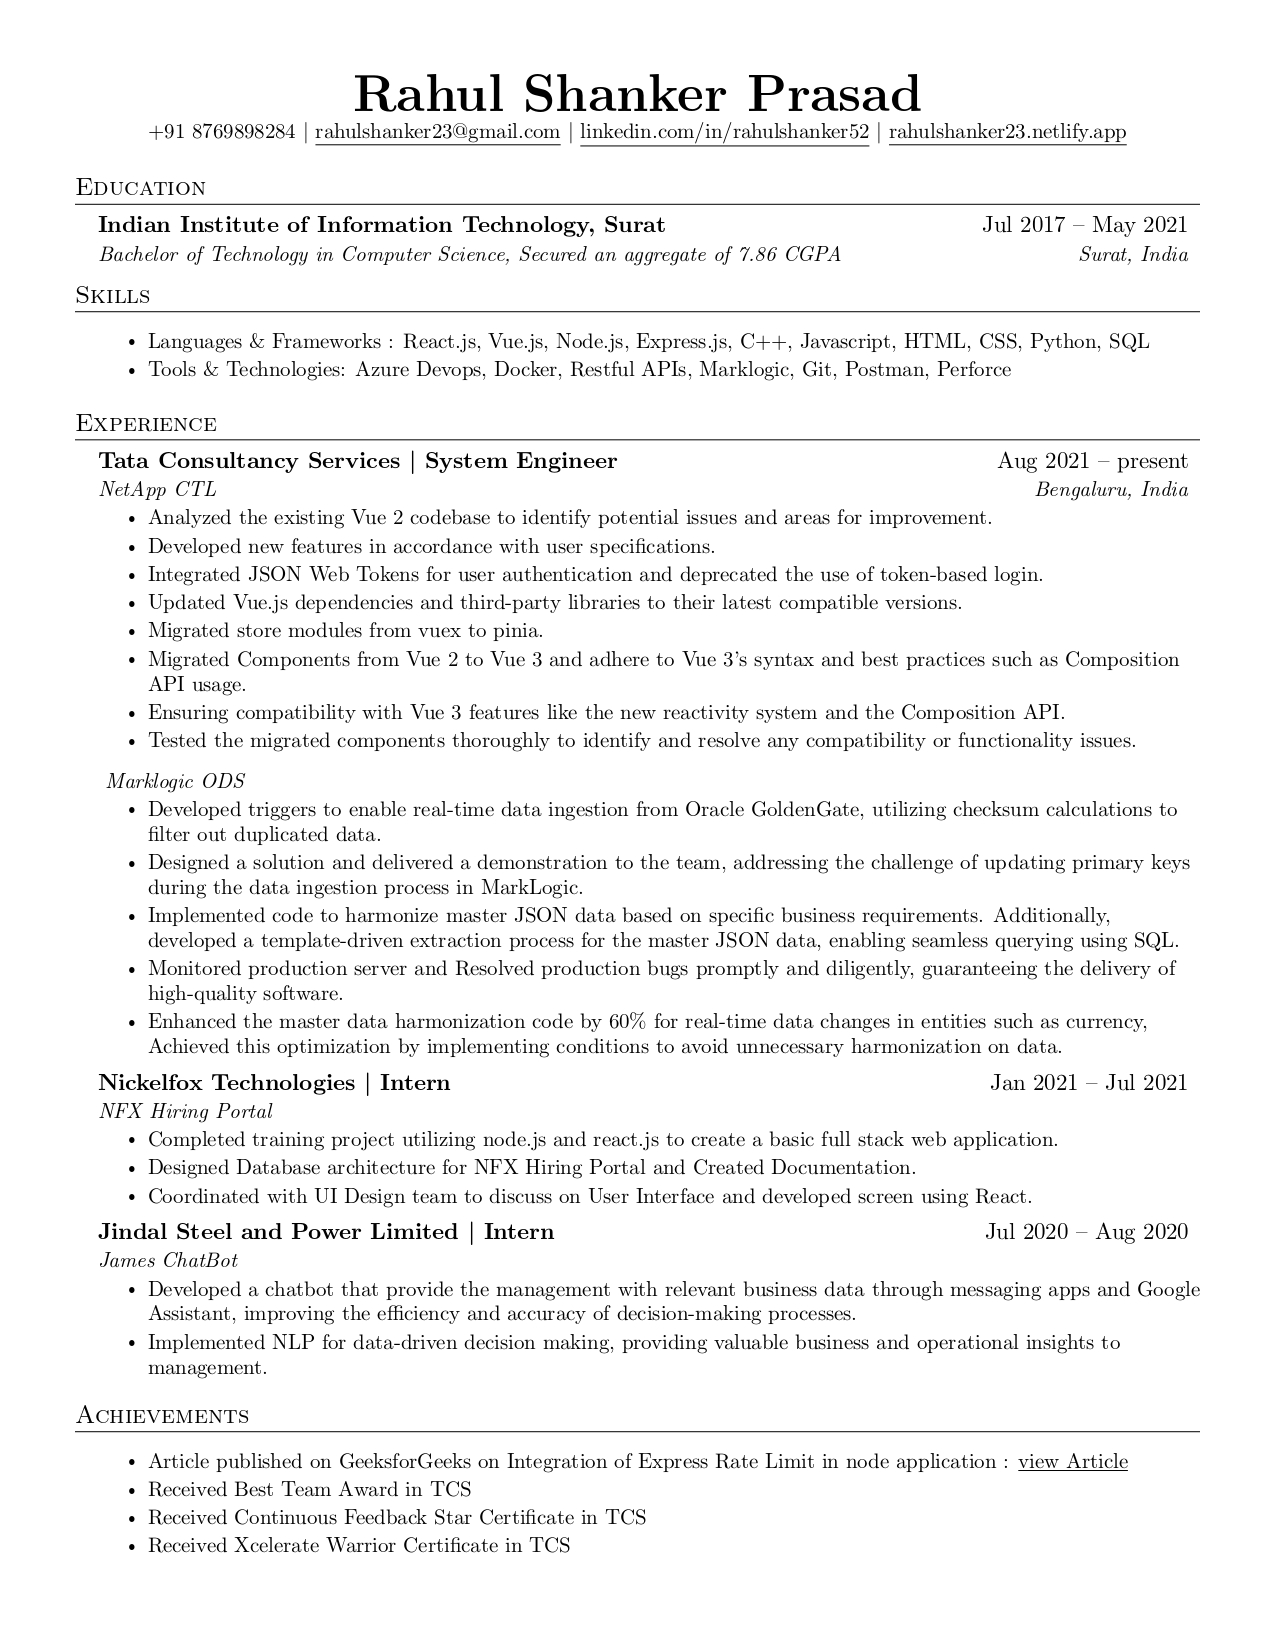 Rahul Shanker Prasad
+91 8769898284 | rahulshanker23@gmail.com | linkedin.com/in/rahulshanker52 | rahulshanker23.netlify.app
Education
Indian Institute of Information Technology, Surat Jul 2017 – May 2021
Bachelor of Technology in Computer Science, Secured an aggregate of 7.86 CGPA Surat, India
Skills
• Languages & Frameworks : React.js, Vue.js, Node.js, Express.js, C++, Javascript, HTML, CSS, Python, SQL
• Tools & Technologies: Azure Devops, Docker, Restful APIs, Marklogic, Git, Postman, Perforce
Experience
Tata Consultancy Services | System Engineer Aug 2021 – present
NetApp CTL Bengaluru, India
• Analyzed the existing Vue 2 codebase to identify potential issues and areas for improvement.
• Developed new features in accordance with user specifications.
• Integrated JSON Web Tokens for user authentication and deprecated the use of token-based login.
• Updated Vue.js dependencies and third-party libraries to their latest compatible versions.
• Migrated store modules from vuex to pinia.
• Migrated Components from Vue 2 to Vue 3 and adhere to Vue 3's syntax and best practices such as Composition
API usage.
• Ensuring compatibility with Vue 3 features like the new reactivity system and the Composition API.
• Tested the migrated components thoroughly to identify and resolve any compatibility or functionality issues.
Marklogic ODS
• Developed triggers to enable real-time data ingestion from Oracle GoldenGate, utilizing checksum calculations to
filter out duplicated data.
• Designed a solution and delivered a demonstration to the team, addressing the challenge of updating primary keys
during the data ingestion process in MarkLogic.
• Implemented code to harmonize master JSON data based on specific business requirements. Additionally,
developed a template-driven extraction process for the master JSON data, enabling seamless querying using SQL.
• Monitored production server and Resolved production bugs promptly and diligently, guaranteeing the delivery of
high-quality software.
• Enhanced the master data harmonization code by 60% for real-time data changes in entities such as currency,
Achieved this optimization by implementing conditions to avoid unnecessary harmonization on data.
Nickelfox Technologies | Intern Jan 2021 – Jul 2021
NFX Hiring Portal
• Completed training project utilizing node.js and react.js to create a basic full stack web application.
• Designed Database architecture for NFX Hiring Portal and Created Documentation.
• Coordinated with UI Design team to discuss on User Interface and developed screen using React.
Jindal Steel and Power Limited | Intern Jul 2020 – Aug 2020
James ChatBot
• Developed a chatbot that provide the management with relevant business data through messaging apps and Google
Assistant, improving the efficiency and accuracy of decision-making processes.
• Implemented NLP for data-driven decision making, providing valuable business and operational insights to
management.
Achievements
• Article published on GeeksforGeeks on Integration of Express Rate Limit in node application : view Article
• Received Best Team Award in TCS
• Received Continuous Feedback Star Certificate in TCS
• Received Xcelerate Warrior Certificate in TCS